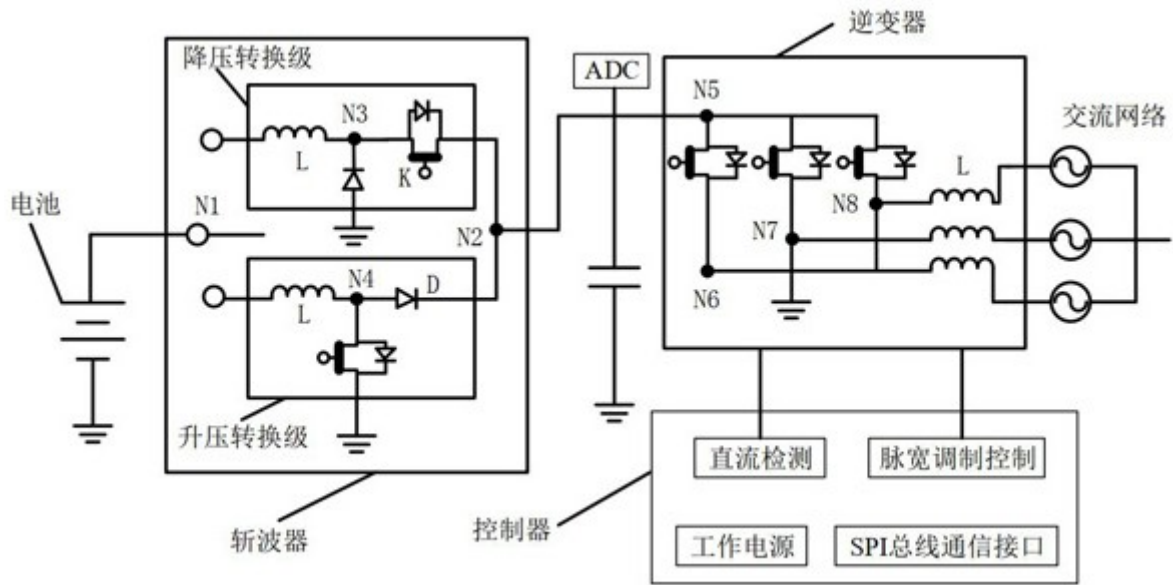 逆变器
降压转换级
ADC
N5
交流网络
N3
L
K
L
电池
N1
N8
N2
N7
N4
D
N6
L
升压转换级
直流检测
脉宽调制控制
斩波器
控制器
工作电源
SPI总线通信接口